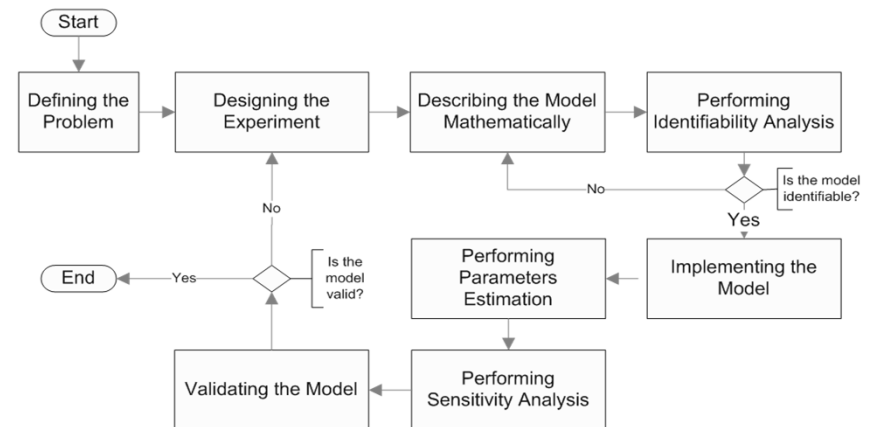 Start
Defining the
Problem
Designing the
Experiment
Describing the Model
Mathematically
Performing
Identifiability Analysis
No
Is the model
identifiable?
Yes
No
Performing
Parameters
Estimation
Implementing the
Model
End
Yes
Is the
model
valid?
Validating the Model
Performing
Sensitivity Analysis